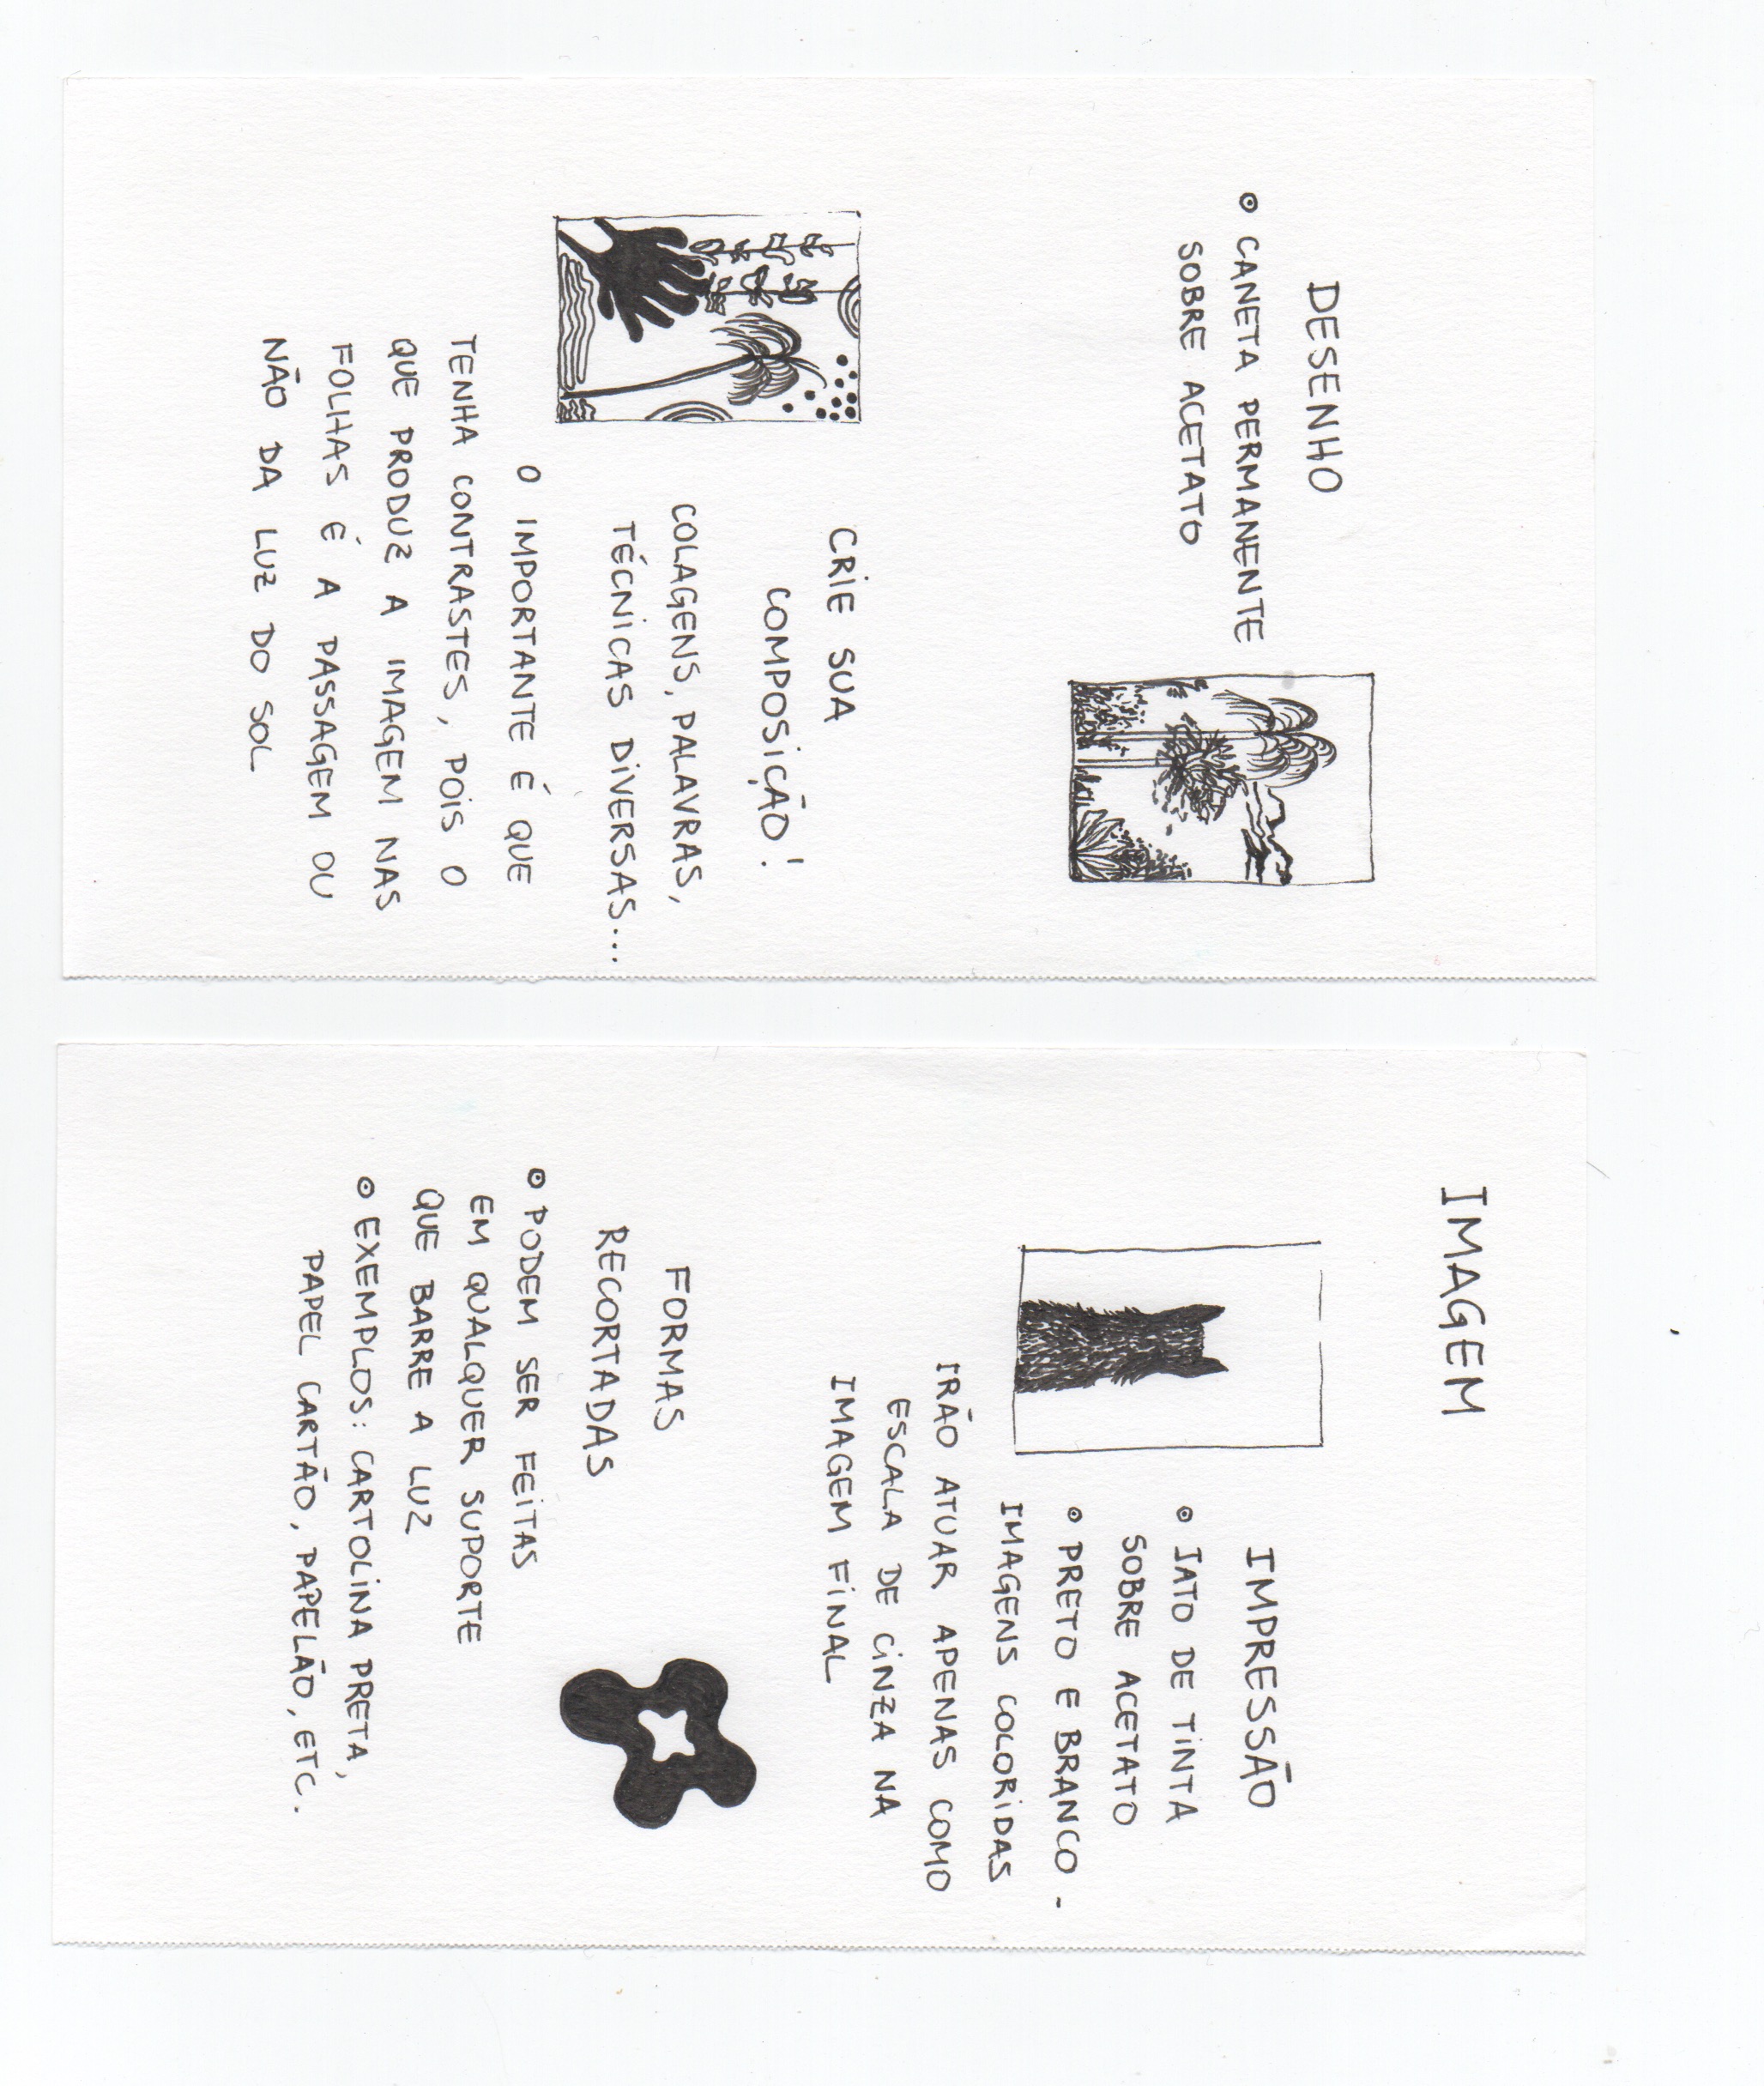 DESENHO
⊙ CANETA PERMANENTE
SOBRE ACETATO
CRIE SUA
COMPOSIÇÃO!
COLAGENS, PALAVRAS,
TÉCNICAS DIVERSAS...
O IMPORTANTE É QUE
TENHA CONTRASTES, POIS O
QUE PRODUZ A IMAGEM NAS
FOLHAS É A PASSAGEM OU
NÃO DA LUZ DO SOL
IMAGEM
IMPRESSÃO
⊙ JATO DE TINTA
SOBRE ACETATO
⊙ PRETO E BRANCO -
IMAGENS COLORIDAS
IRÃO ATUAR APENAS COMO
ESCALA DE CINZA NA
IMAGEM FINAL
FORMAS
RECORTADAS
⊙ PODEM SER FEITAS
EM QUALQUER SUPORTE
QUE BARRE A LUZ
⊙ EXEMPLOS: CARTOLINA PRETA,
PAPEL CARTÃO, PAPELÃO, ETC.